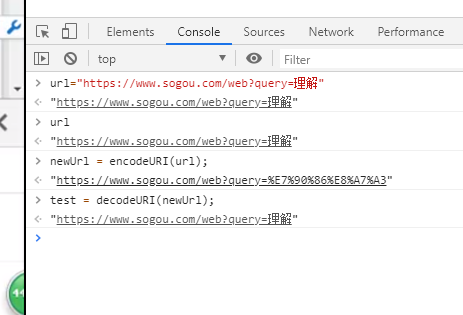 Elements Console Sources Network Performance
top Filter
> url="https://www.sogou.com/web?query=理解"
< "https://www.sogou.com/web?query=理解"
> url
< "https://www.sogou.com/web?query=理解"
> newUrl = encodeURI(url);
< "https://www.sogou.com/web?query=%E7%90%86%E8%A7%A3"
> test = decodeURI(newUrl);
< "https://www.sogou.com/web?query=理解"
>